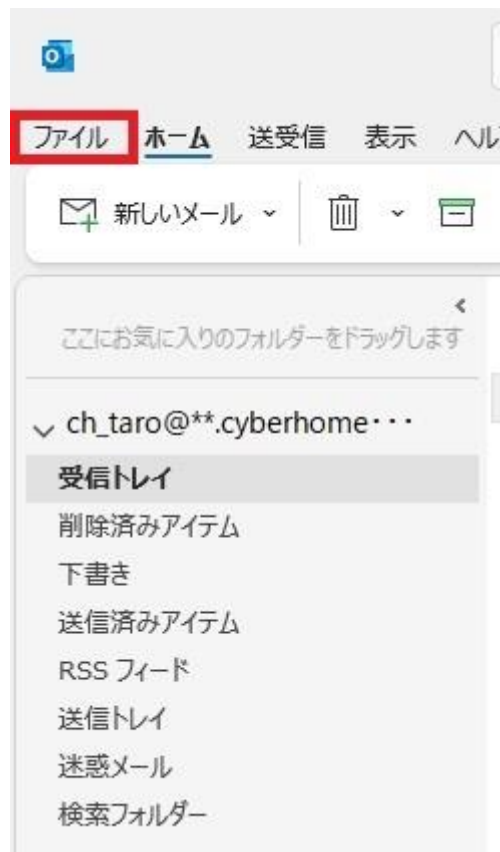 ファイル ホーム 送受信 表示
新しいメール
ここにお気に入りのフォルダーをドラッグします
ch_taro@**.cyberhome・・・
受信トレイ
削除済みアイテム
下書き
送信済みアイテム
RSS フィード
送信トレイ
迷惑メール
検索フォルダー